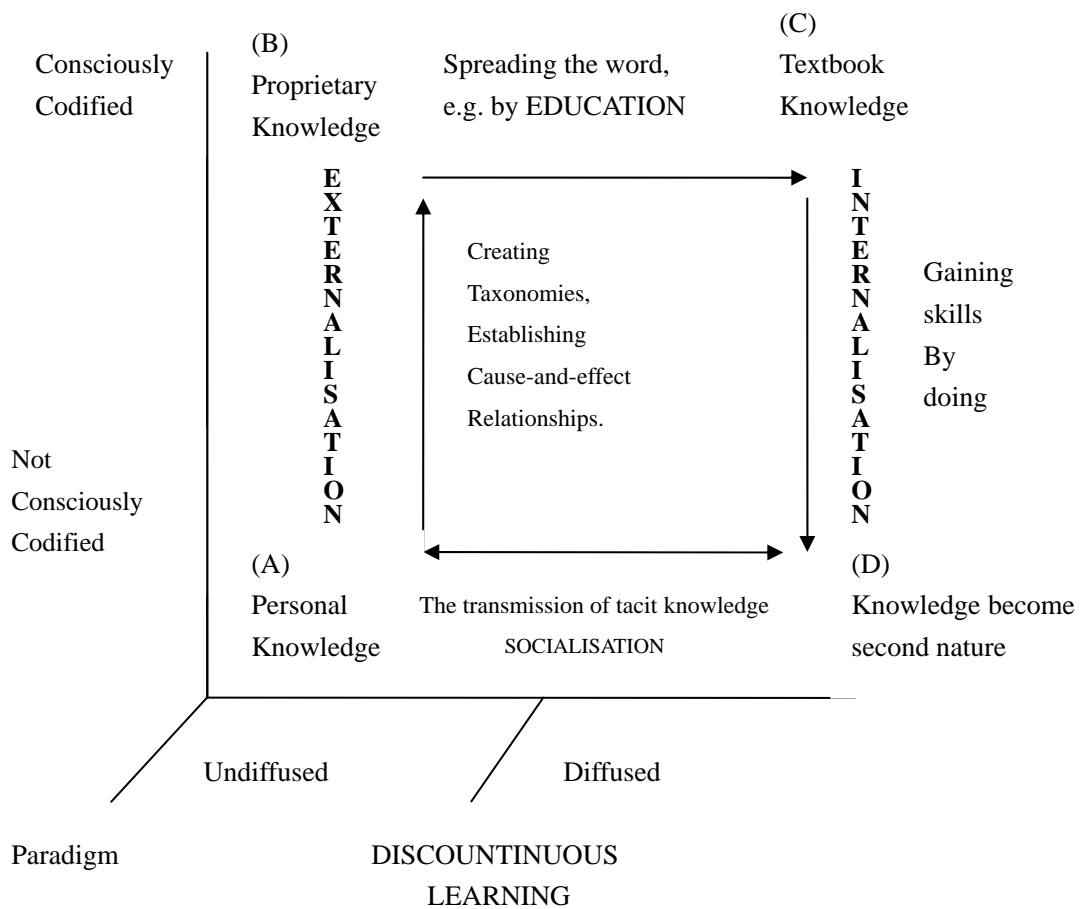 Consciously
Codified
(B)
Proprietary
Knowledge
Spreading the word,
e.g. by EDUCATION
(C)
Textbook
Knowledge
EXTERNALISATION
Creating
Taxonomies,
Establishing
Cause-and-effect
Relationships.
INTERNALISATION
Gaining
skills
By
doing
Not
Consciously
Codified
(A)
Personal
Knowledge
The transmission of tacit knowledge
SOCIALISATION
(D)
Knowledge become
second nature
Undiffused
Diffused
Paradigm
DISCOUNTINUOUS
LEARNING